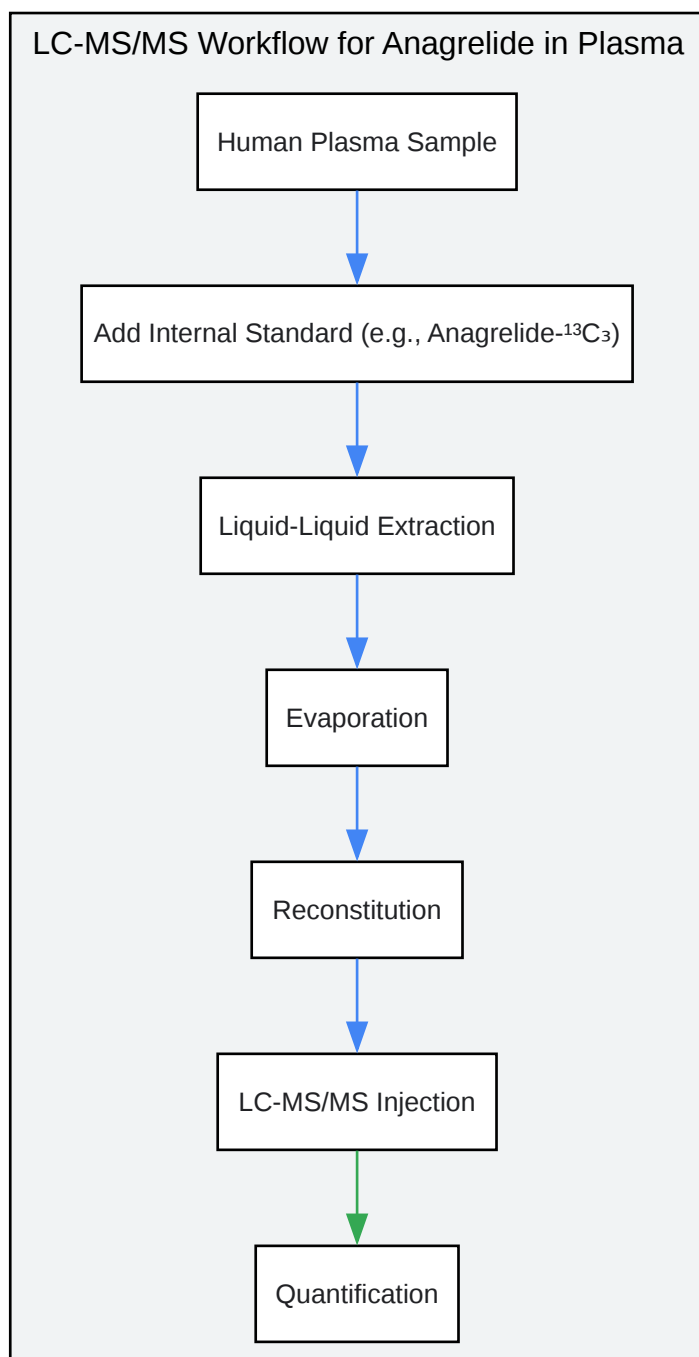 LC-MS/MS Workflow for Anagrelide in Plasma
Human Plasma Sample
Add Internal Standard (e.g., Anagrelide-¹³C₃)
Liquid-Liquid Extraction
Evaporation
Reconstitution
LC-MS/MS Injection
Quantification